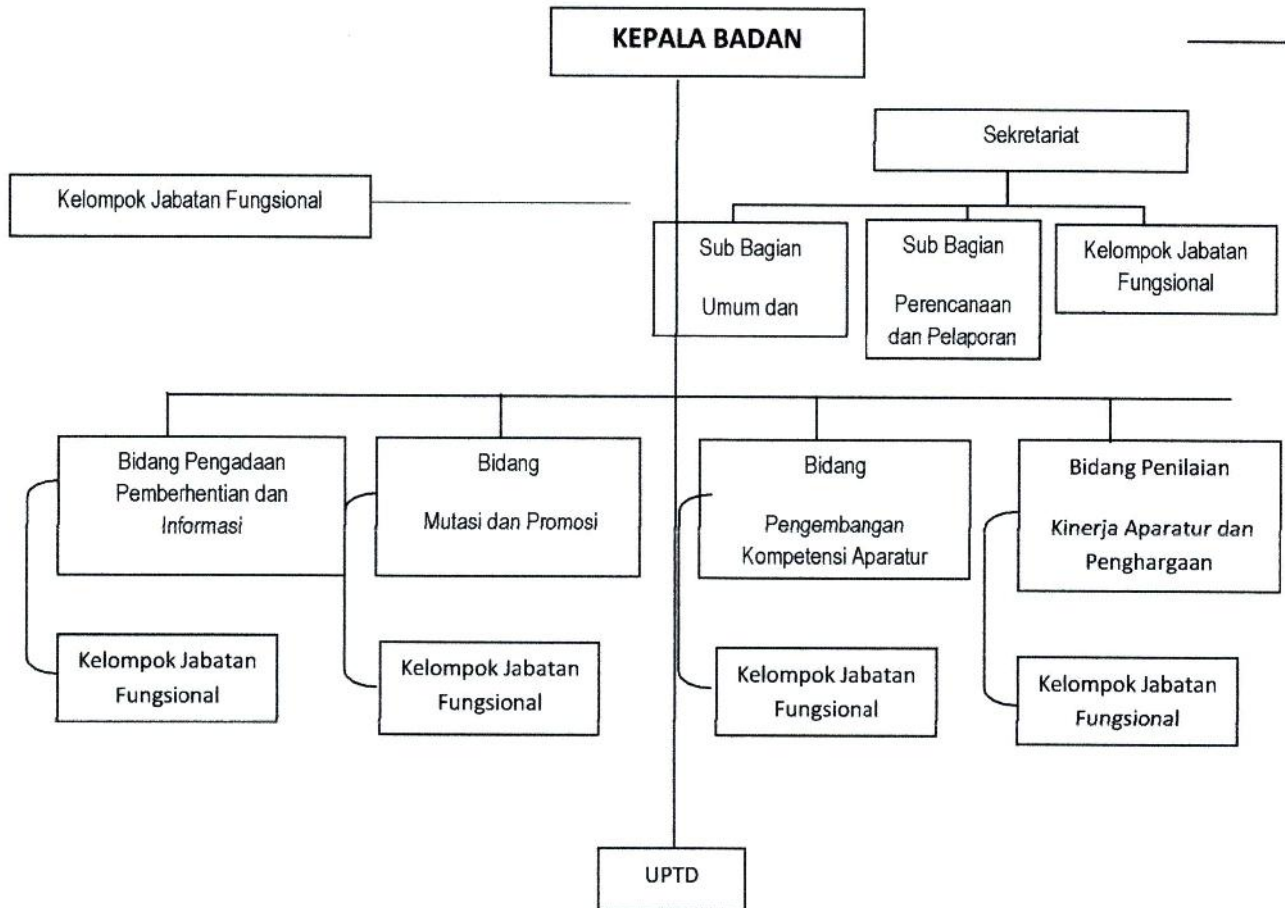 KEPALA BADAN
Sekretariat
Kelompok Jabatan Fungsional
Sub Bagian
Umum dan
Sub Bagian
Perencanaan
dan Pelaporan
Kelompok Jabatan
Fungsional
Bidang Pengadaan
Pemberhentian dan
Informasi
Bidang
Mutasi dan Promosi
Bidang
Pengembangan
Kompetensi Aparatur
Bidang Penilaian
Kinerja Aparatur dan
Penghargaan
Kelompok Jabatan
Fungsional
Kelompok Jabatan
Fungsional
Kelompok Jabatan
Fungsional
Kelompok Jabatan
Fungsional
UPTD